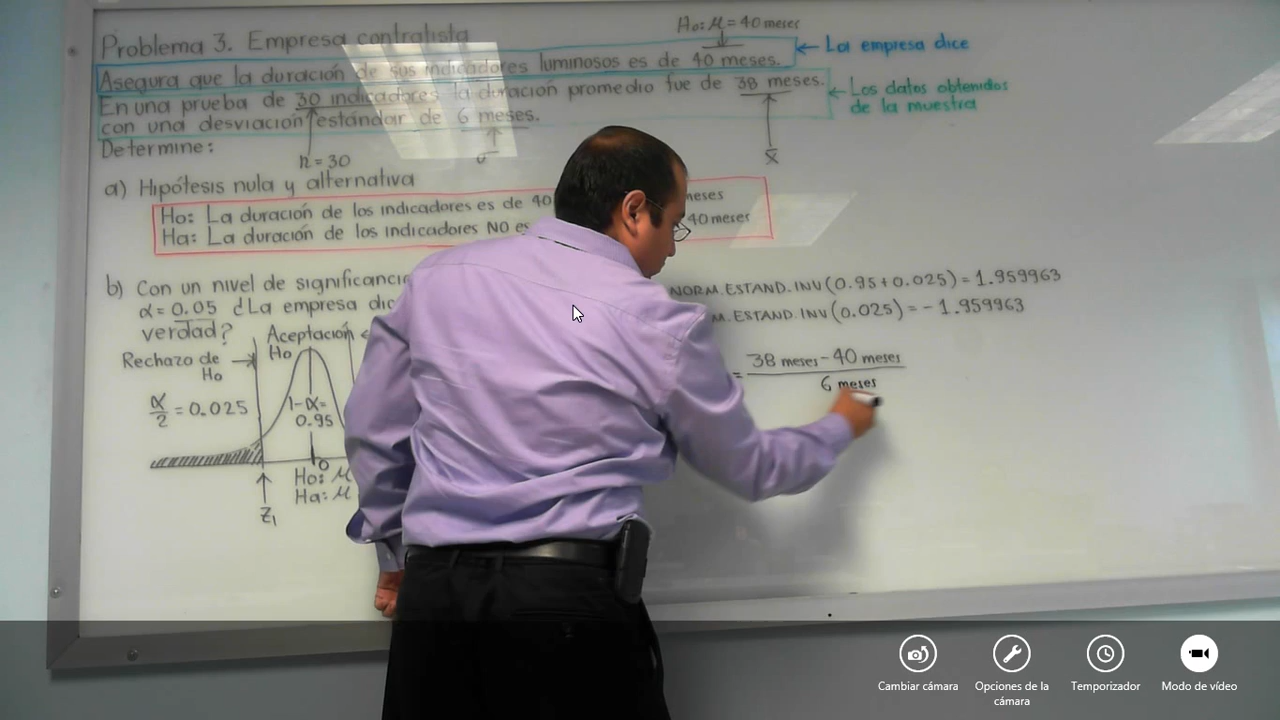 Problema 3. Empresa contratista
Ho: μ = 40 meses
Asegura que la duración de sus indicadores luminosos es de 40 meses. ← La empresa dice
En una prueba de 30 indicadores la duración promedio fue de 38 meses. ← Los datos obtenidos
con una desviación estándar de 6 meses. de la muestra
Determine:
n = 30
σ
x̄
a) Hipótesis nula y alternativa
Ho: La duración de los indicadores es de 40 meses
Ha: La duración de los indicadores NO es 40 meses
b) Con un nivel de
α = 0.05 ¿La empresa
verdad?
NORM.ESTAND.INV(0.95+0.025) = 1.959963
.ESTAND.INV(0.025) = - 1.959963
Rechazo de
Ho
Aceptación
Ho
α/2 = 0.025
1-α=
0.95
0
Ho: μ
Ha: μ
Z1
= 38 meses - 40 meses
6 meses
Cambiar cámara
Opciones de la
cámara
Temporizador
Modo de vídeo